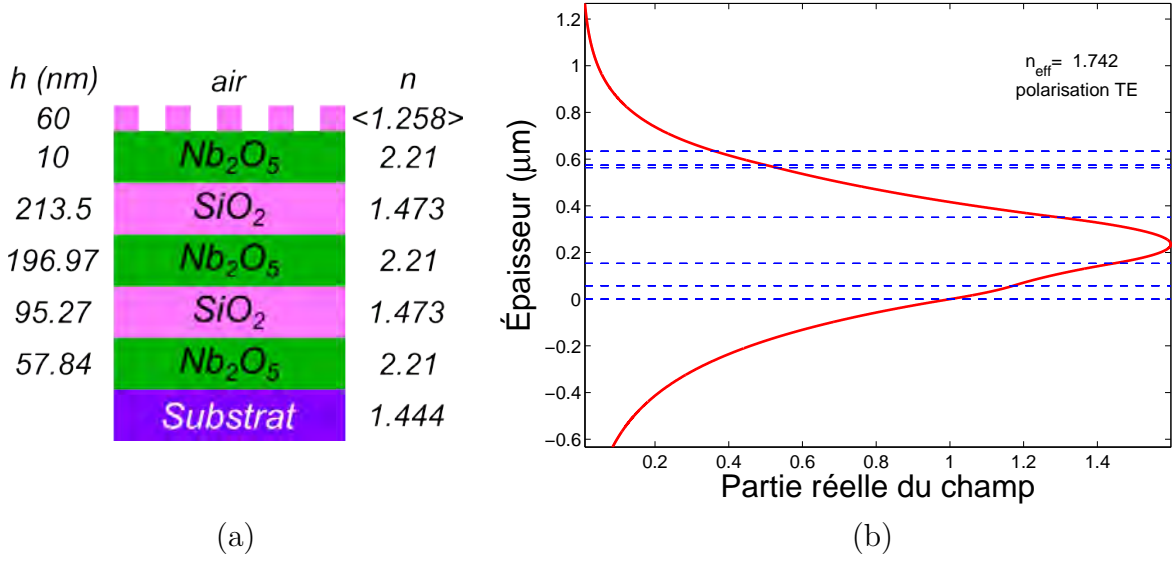 h (nm) air n
60 <1.258>
10 Nb2O5 2.21
213.5 SiO2 1.473
196.97 Nb2O5 2.21
95.27 SiO2 1.473
57.84 Nb2O5 2.21
Substrat 1.444
(a)
Épaisseur (μm)
1.2
1
0.8
0.6
0.4
0.2
0
−0.2
−0.4
−0.6
neff= 1.742
polarisation TE
0.2 0.4 0.6 0.8 1 1.2 1.4
Partie réelle du champ
(b)